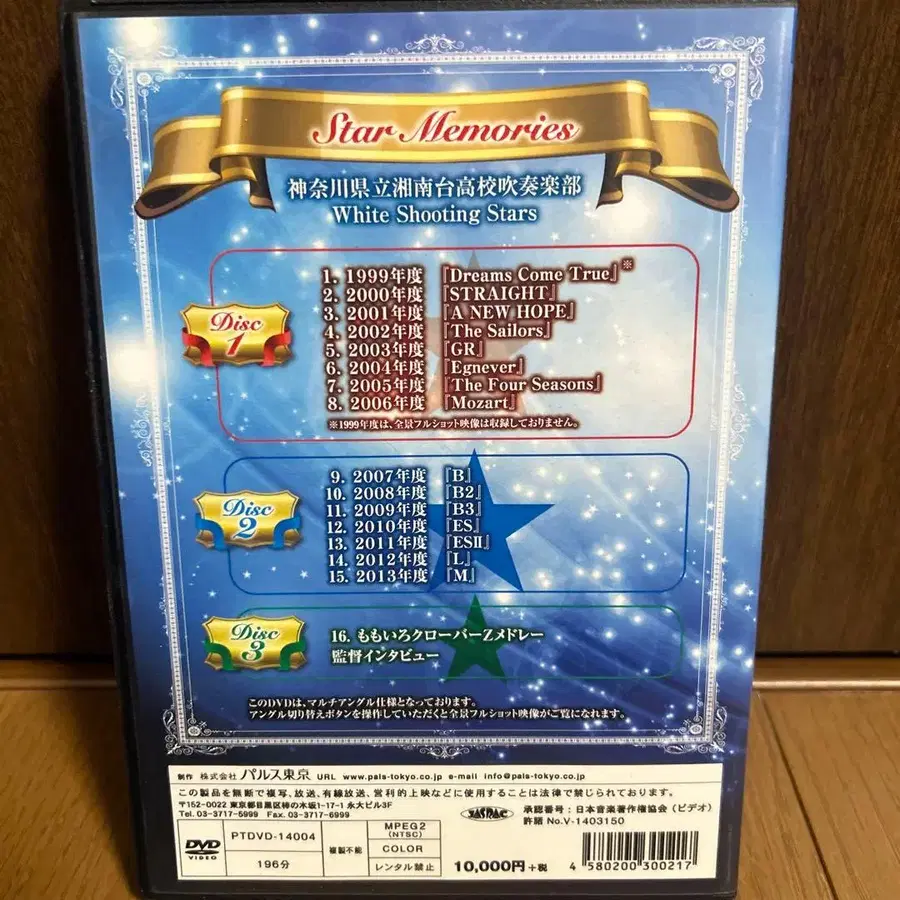 Star Memories
神奈川県立湘南台高校吹奏楽部
White Shooting Stars
Disc 1
1. 1999年度 『Dreams Come True』※
2. 2000年度 『STRAIGHT』
3. 2001年度 『A NEW HOPE』
4. 2002年度 『The Sailors』
5. 2003年度 『GR』
6. 2004年度 『Egnever』
7. 2005年度 『The Four Seasons』
8. 2006年度 『Mozart』
※1999年度は、全景フルショット映像は収録しておりません。
Disc 2
9. 2007年度 『B』
10. 2008年度 『B2』
11. 2009年度 『B3』
12. 2010年度 『ES』
13. 2011年度 『ESII』
14. 2012年度 『L』
15. 2013年度 『M』
Disc 3
16. ももいろクローバーZメドレー
監督インタビュー
このDVDは、マルチアングル仕様となっております。
アングル切り替えボタンを操作していただくと全景フルショット映像がご覧になれます。
制作 株式会社 パルス東京 URL www.pals-tokyo.co.jp e-mail info@pals-tokyo.co.jp
この製品を無断で複写、放送、有線放送、営利的上映などに使用することは法律で禁じられております。
〒152-0022 東京都目黒区柿の木坂1-17-1 永大ビル3F
Tel. 03-3717-5999 Fax. 03-3717-6999
JASRAC
承認番号：日本音楽著作権協会（ビデオ）
許諾 No.V-1403150
DVD VIDEO
PTDVD-14004
196分
複製不能
MPEG2 (NTSC)
COLOR
レンタル禁止
10,000円+税
4 580200 300217